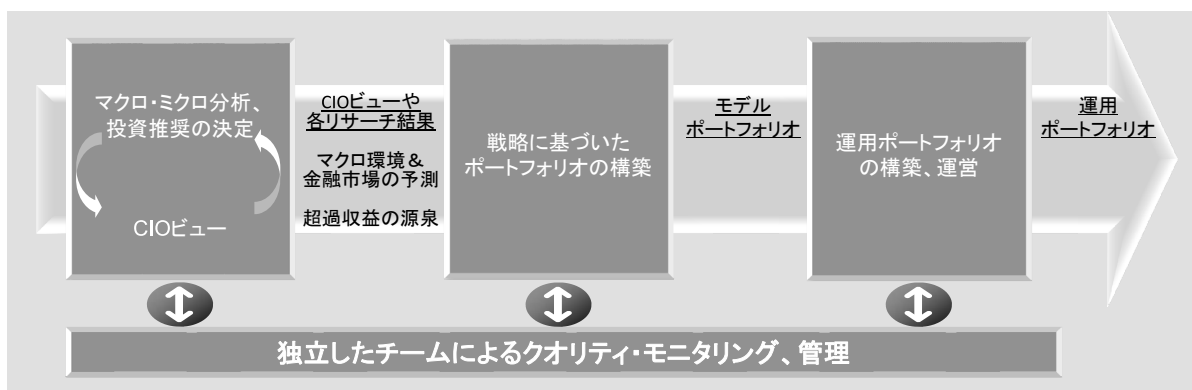 マクロ・ミクロ分析、
投資推奨の決定
CIOビュー
CIOビューや
各リサーチ結果
マクロ環境＆
金融市場の予測
超過収益の源泉
戦略に基づいた
ポートフォリオの構築
モデル
ポートフォリオ
運用ポートフォリオ
の構築、運営
運用
ポートフォリオ
独立したチームによるクオリティ・モニタリング、管理